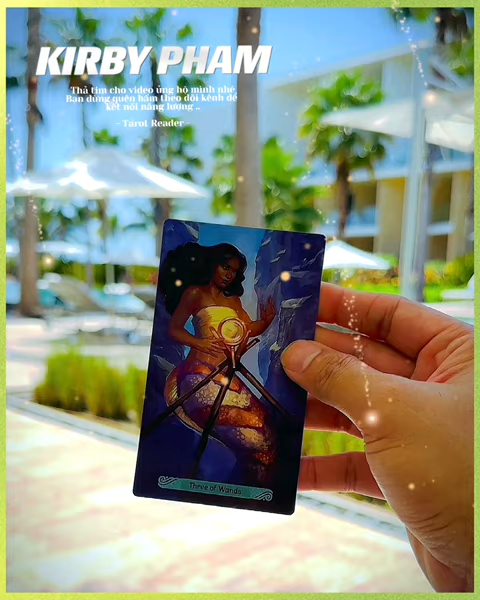 KIRBY PHAM
Thả tim cho video ủng hộ mình nhé
Bạn đừng quên bấm theo dõi kênh để
kết nối năng lượng ..
- Tarot Reader -
Three of Wands